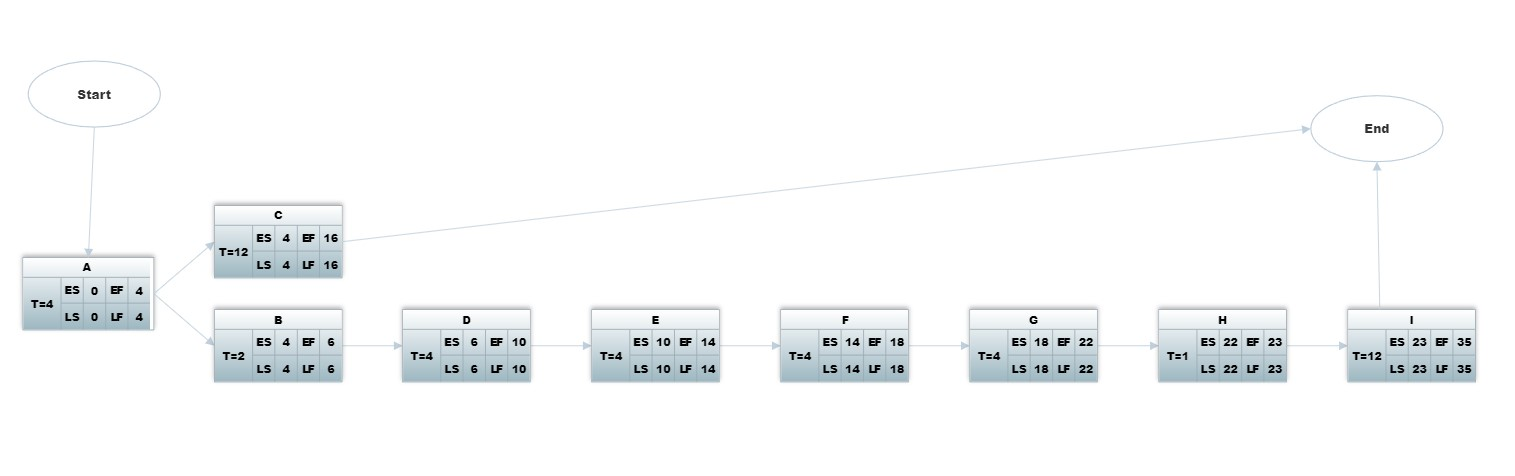 Start
End
C
T=12 ES 4 EF 16
LS 4 LF 16
A
T=4 ES 0 EF 4
LS 0 LF 4
B
T=2 ES 4 EF 6
LS 4 LF 6
D
T=4 ES 6 EF 10
LS 6 LF 10
E
T=4 ES 10 EF 14
LS 10 LF 14
F
T=4 ES 14 EF 18
LS 14 LF 18
G
T=4 ES 18 EF 22
LS 18 LF 22
H
T=1 ES 22 EF 23
LS 22 LF 23
I
T=12 ES 23 EF 35
LS 23 LF 35